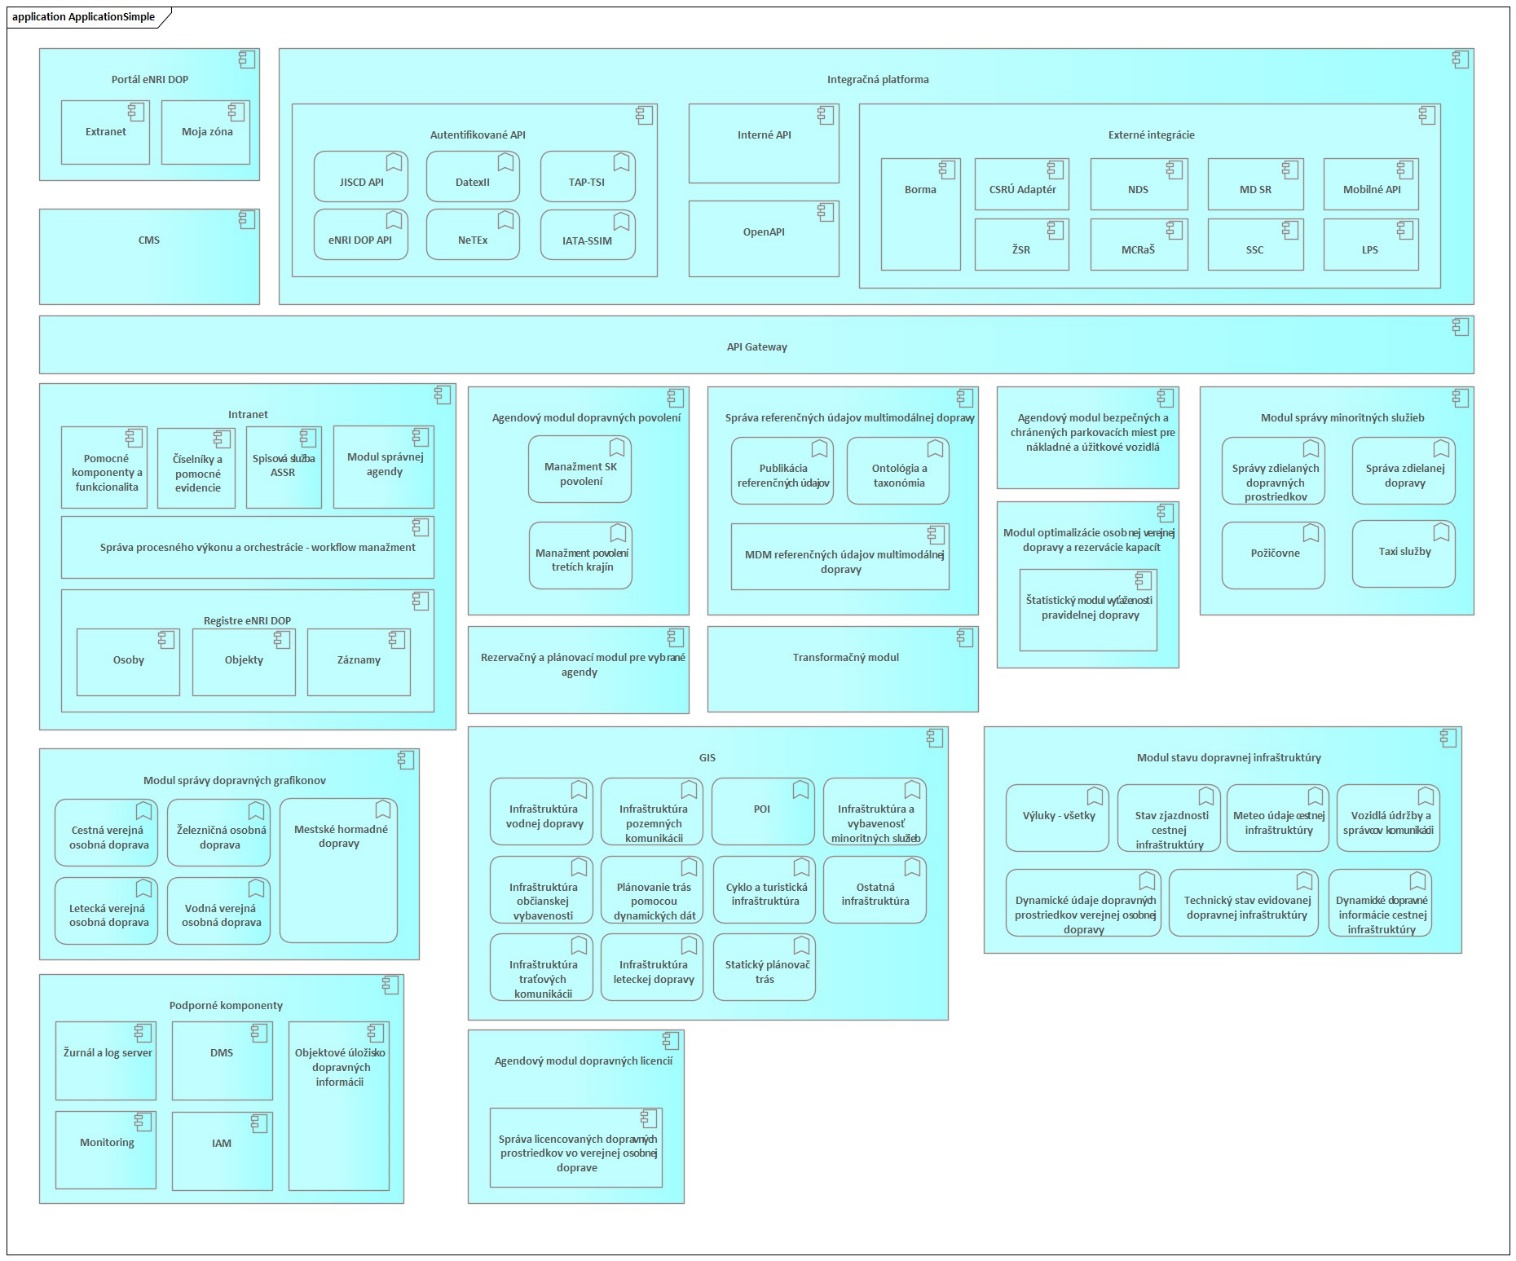 application ApplicationSimple
Portál eNRI DOP
Extranet
Moja zóna
CMS
Integračná platforma
Autentifikované API
JISCD API
DatexII
TAP-TSI
eNRI DOP API
NeTEx
IATA-SSIM
Interné API
OpenAPI
Externé integrácie
Borma
CSRÚ Adaptér
NDS
MD SR
Mobilné API
ŽSR
MCRaŠ
SSC
LPS
API Gateway
Intranet
Pomocné
komponenty a
funkcionalita
Číselníky a
pomocné
evidencie
Spisová služba
ASSR
Modul správnej
agendy
Správa procesného výkonu a orchestrácie - workflow manažment
Registre eNRI DOP
Osoby
Objekty
Záznamy
Agendový modul dopravných povolení
Manažment SK
povolení
Manažment povolení
tretích krajín
Správa referenčných údajov multimodálnej dopravy
Publikácia
referenčných údajov
Ontológia a
taxonómia
MDM referenčných údajov multimodálnej
dopravy
Agendový modul bezpečných a
chránených parkovacích miest pre
nákladné a úžitkové vozidlá
Modul optimalizácie osobnej verejnej
dopravy a rezervácie kapacít
Štatistický modul vyťaženosti
pravidelnej dopravy
Modul správy minoritných služieb
Správy zdielaných
dopravných
prostriedkov
Správa zdielanej
dopravy
Požičovne
Taxi služby
Rezervačný a plánovací modul pre vybrané
agendy
Transformačný modul
Modul správy dopravných grafikonov
Cestná verejná
osobná doprava
Železničná osobná
doprava
Mestské hormadné
dopravy
Letecká verejná
osobná doprava
Vodná verejná
osobná doprava
GIS
Infraštruktúra
vodnej dopravy
Infraštruktúra
pozemných
komunikácii
POI
Infraštruktúra a
vybavenosť
minoritných služieb
Infraštruktúra
občianskej
vybavenosti
Plánovanie trás
pomocou
dynamických dát
Cyklo a turistická
infraštruktúra
Ostatná
infraštruktúra
Infraštruktúra
traťových
komunikácii
Infraštruktúra
leteckej dopravy
Statický plánovač
trás
Modul stavu dopravnej infraštruktúry
Výluky - všetky
Stav zjazdnosti
cestnej
infraštruktúry
Meteo údaje cestnej
infraštruktúry
Vozidlá údržby a
správcov komunikácii
Dynamické údaje dopravných
prostriedkov verejnej osobnej
dopravy
Technický stav evidovanej
dopravnej infraštruktúry
Dynamické dopravné
informácie cestnej
infraštruktúry
Podporné komponenty
Žurnál a log server
DMS
Objektové úložisko
dopravných
informácii
Monitoring
IAM
Agendový modul dopravných licencií
Správa licencovaných dopravných
prostriedkov vo verejnej osobnej
doprave